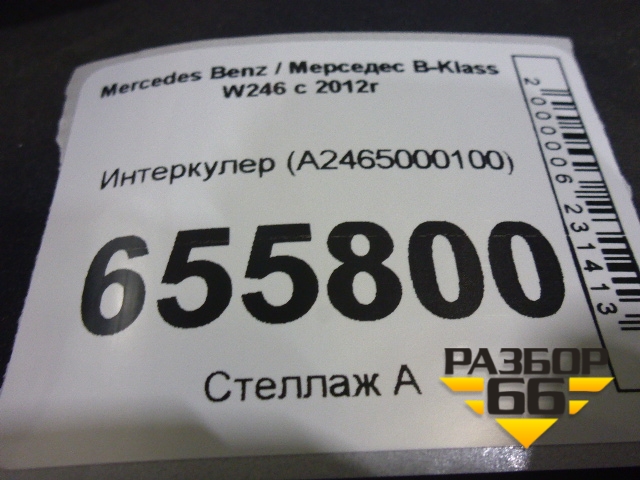 Mercedes Benz / Мерседес B-Klass
W246 с 2012г
Интеркулер (A2465000100)
655800
Стеллаж А
2000006231413
РАЗБОР
66